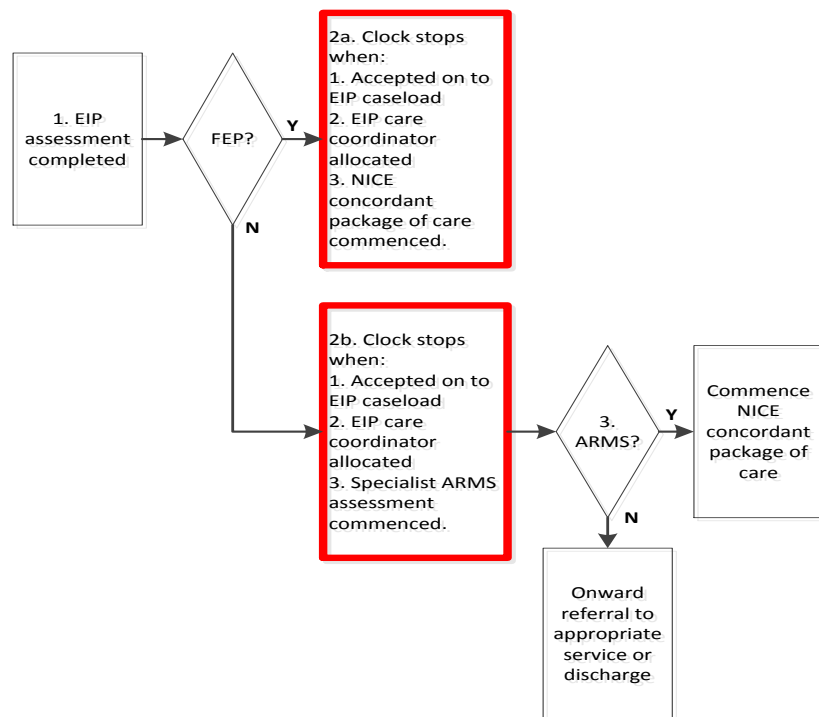 1. EIP
assessment
completed
FEP?
Y
N
2a. Clock stops
when:
1. Accepted on to
EIP caseload
2. EIP care
coordinator
allocated
3. NICE
concordant
package of care
commenced.
2b. Clock stops
when:
1. Accepted on to
EIP caseload
2. EIP care
coordinator
allocated
3. Specialist ARMS
assessment
commenced.
3.
ARMS?
Y
N
Commence
NICE
concordant
package of
care
Onward
referral to
appropriate
service or
discharge